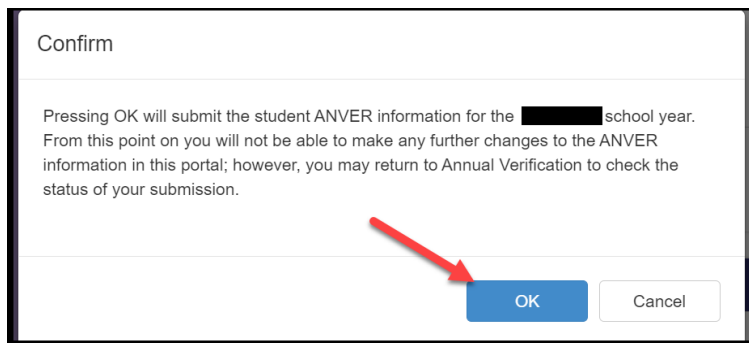 Confirm
Pressing OK will submit the student ANVER information for the school year.
From this point on you will not be able to make any further changes to the ANVER
information in this portal; however, you may return to Annual Verification to check the
status of your submission.
OK
Cancel